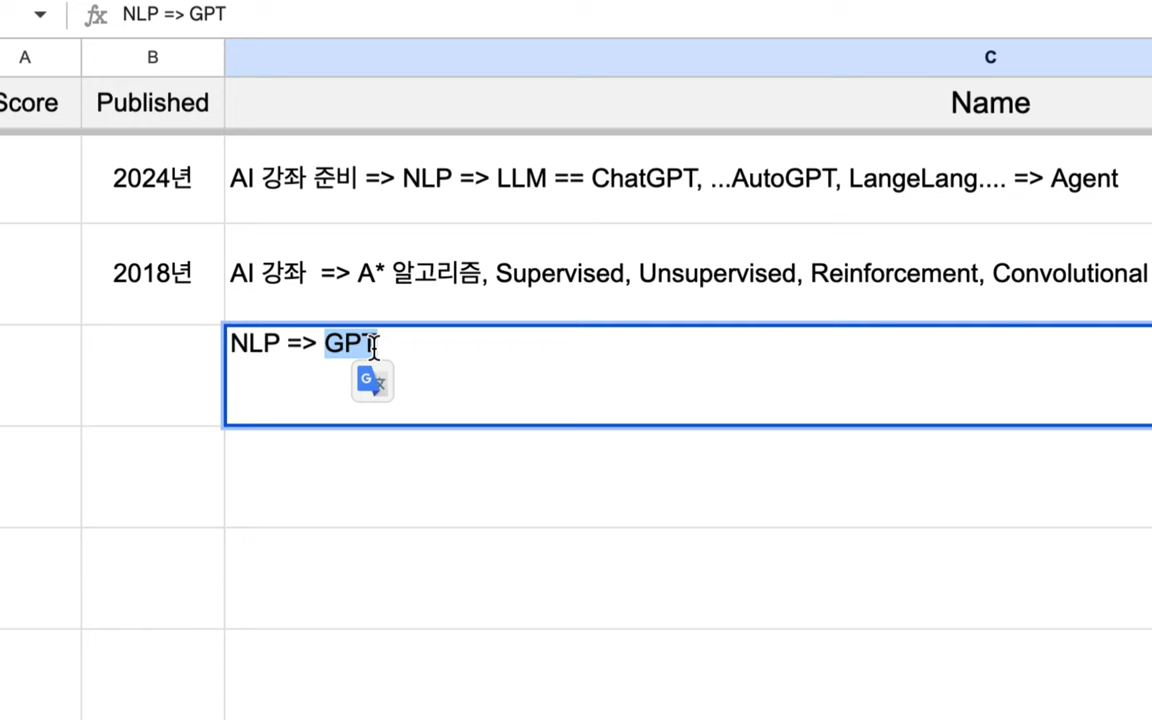 fx NLP => GPT
A B C
Score Published Name
2024년 AI 강좌 준비 => NLP => LLM == ChatGPT, ...AutoGPT, LangeLang.... => Agent
2018년 AI 강좌 => A* 알고리즘, Supervised, Unsupervised, Reinforcement, Convolutional
NLP => GPT